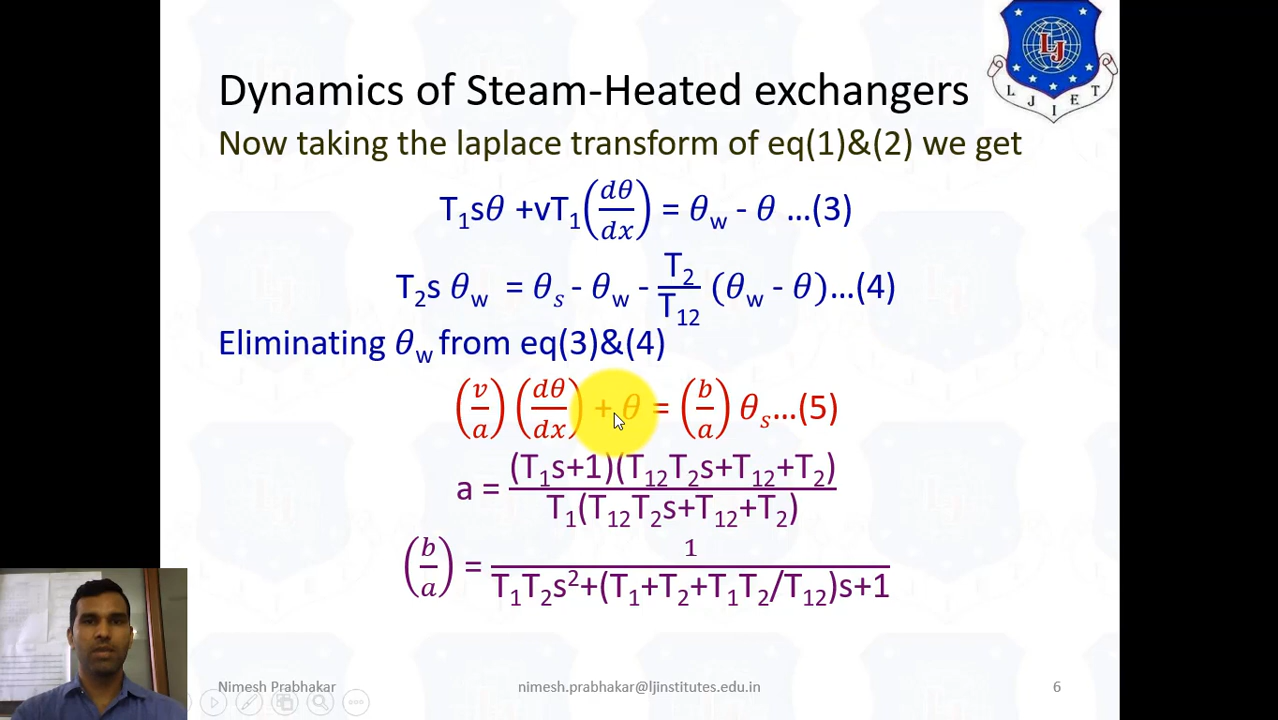 Dynamics of Steam-Heated exchangers
LJ
L J I E T
Now taking the laplace transform of eq(1)&(2) we get
T₁sθ +vT₁(dθ/dx) = θw - θ ...(3)
T₂s θw = θₛ - θw - T₂/T₁₂ (θw - θ)...(4)
Eliminating θw from eq(3)&(4)
(v/a) (dθ/dx) + θ = (b/a) θₛ...(5)
a = (T₁s+1)(T₁₂T₂s+T₁₂+T₂) / T₁(T₁₂T₂s+T₁₂+T₂)
(b/a) = 1 / T₁T₂s²+(T₁+T₂+T₁T₂/T₁₂)s+1
Nimesh Prabhakar nimesh.prabhakar@ljinstitutes.edu.in 6